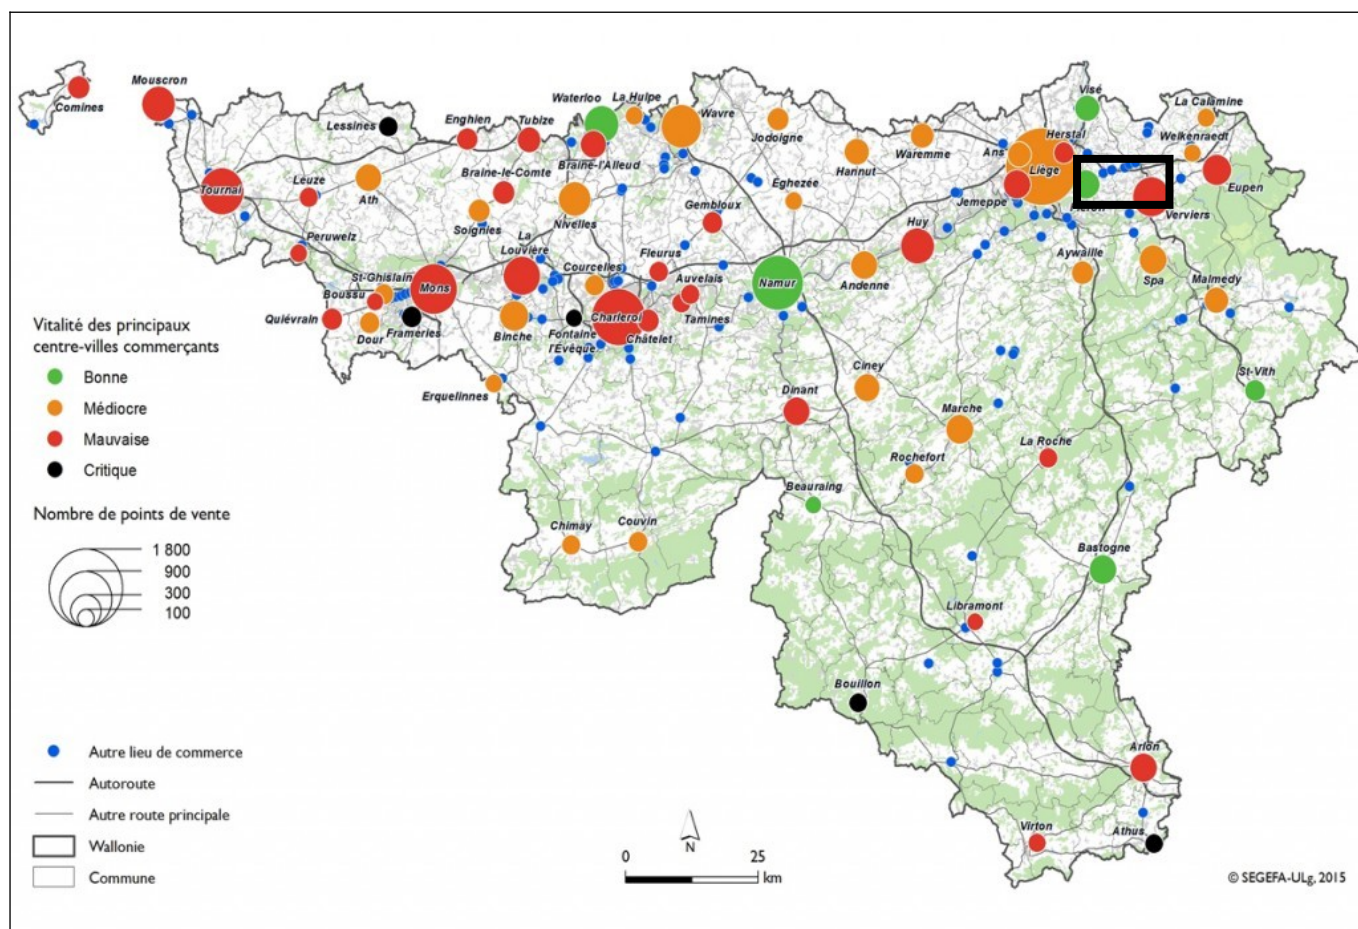 Comines
Mouscron
Lessines
Enghien
Tubize
Waterloo
La Hulpe
Wavre
Jodoigne
Braine-l'Alleud
Visé
La Calamine
Welkenraedt
Herstal
Ans
Liège
Waremme
Hannut
Eghezée
Jemeppe
Eupen
Verviers
Tournai
Leuze
Ath
Braine-le-Comte
Soignies
Nivelles
Gembloux
Huy
Peruwelz
La
Louvière
Fleurus
Courcelles
Auvelais
Namur
Andenne
Aywaille
Spa
Malmedy
St-Ghislain
Boussu
Mons
Quiévrain
Dour
Frameries
Binche
Fontaine
l'Évêque
Charleroi
Châtelet
Tamines
Erquelinnes
Dinant
Ciney
St-Vith
Marche
La Roche
Rochefort
Beauraing
Chimay
Couvin
Bastogne
Libramont
Bouillon
Arlon
Virton
Athus
Vitalité des principaux
centre-villes commerçants
Bonne
Médiocre
Mauvaise
Critique
Nombre de points de vente
1 800
900
300
100
Autre lieu de commerce
Autoroute
Autre route principale
Wallonie
Commune
N
0 25
km
© SEGEFA-ULg, 2015